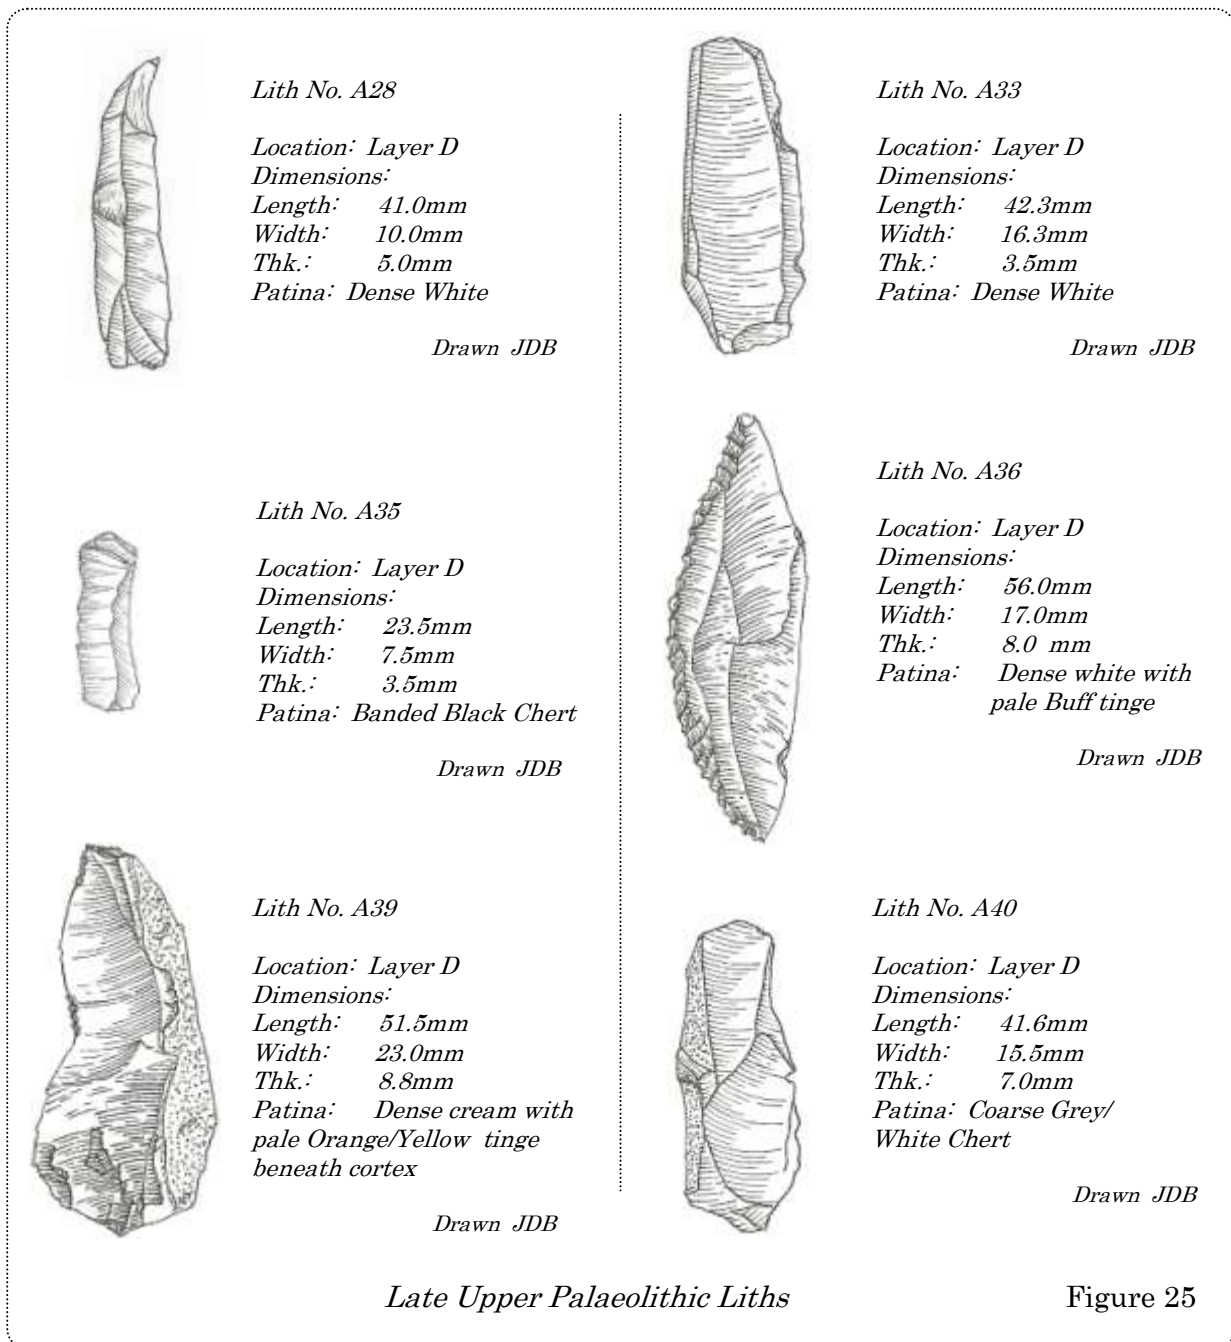 Lith No. A28
Location: Layer D
Dimensions:
Length: 41.0mm
Width: 10.0mm
Thk.: 5.0mm
Patina: Dense White
Drawn JDB
Lith No. A33
Location: Layer D
Dimensions:
Length: 42.3mm
Width: 16.3mm
Thk.: 3.5mm
Patina: Dense White
Drawn JDB
Lith No. A35
Location: Layer D
Dimensions:
Length: 23.5mm
Width: 7.5mm
Thk.: 3.5mm
Patina: Banded Black Chert
Drawn JDB
Lith No. A36
Location: Layer D
Dimensions:
Length: 56.0mm
Width: 17.0mm
Thk.: 8.0 mm
Patina: Dense white with
pale Buff tinge
Drawn JDB
Lith No. A39
Location: Layer D
Dimensions:
Length: 51.5mm
Width: 23.0mm
Thk.: 8.8mm
Patina: Dense cream with
pale Orange/Yellow tinge
beneath cortex
Drawn JDB
Lith No. A40
Location: Layer D
Dimensions:
Length: 41.6mm
Width: 15.5mm
Thk.: 7.0mm
Patina: Coarse Grey/
White Chert
Drawn JDB
Late Upper Palaeolithic Liths
Figure 25